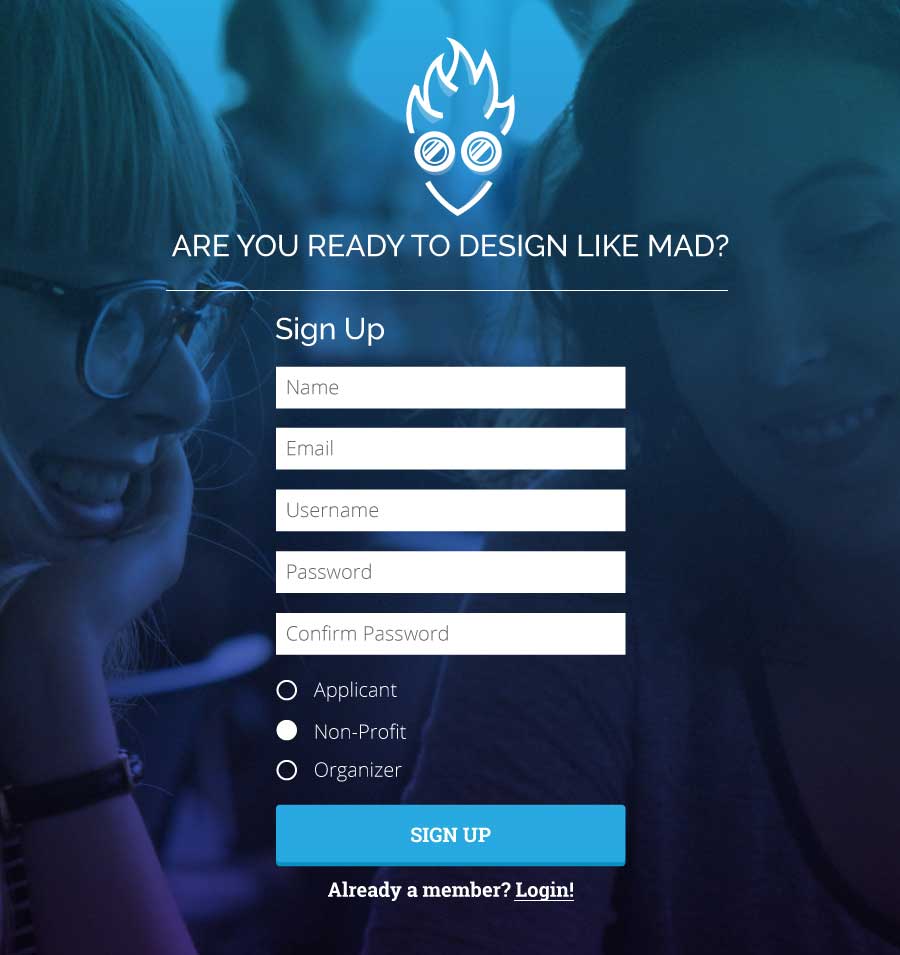 ARE YOU READY TO DESIGN LIKE MAD?
Sign Up
Name
Email
Username
Password
Confirm Password
Applicant
Non-Profit
Organizer
SIGN UP
Already a member? Login!